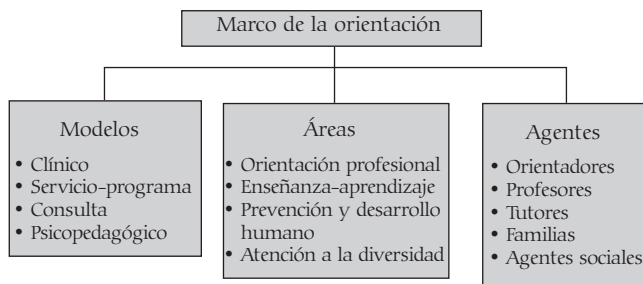 Marco de la orientación
Modelos
• Clínico
• Servicio-programa
• Consulta
• Psicopedagógico
Áreas
• Orientación profesional
• Enseñanza-aprendizaje
• Prevención y desarrollo
humano
• Atención a la diversidad
Agentes
• Orientadores
• Profesores
• Tutores
• Familias
• Agentes sociales